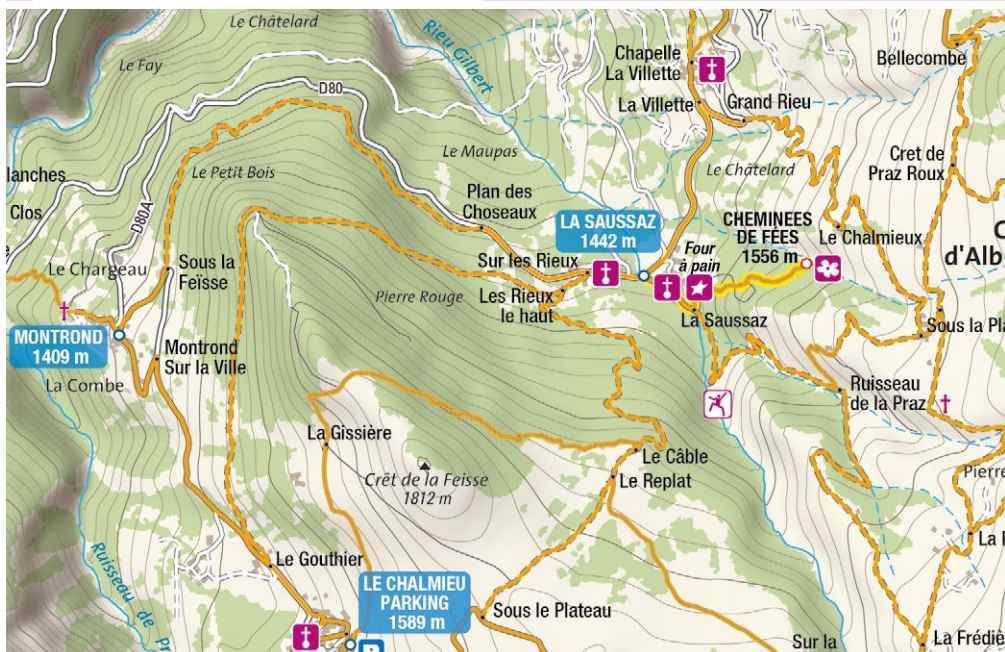 Le Châtelard
Rieu Gilbert
Le Fay
D80
Chapelle
La Villette
Bellecombe
La Villette
Grand Rieu
Le Maupas
Le Petit Bois
Le Châtelard
Cret de
Praz Roux
lanches
Clos
D80A
Plan des
Choseaux
LA SAUSSAZ
1442 m
CHEMINEES
DE FÉES
1556 m
Le Chalmieux
C
d'Alb
Four
à pain
Sur les Rieux
Le Chargeau
Sous la
Feïsse
Pierre Rouge
Les Rieux
le haut
La Saussaz
Sous la Pla
MONTROND
1409 m
Montrond
Sur la Ville
La Combe
Ruisseau
de la Praz
La Gissière
Le Câble
Crêt de la Feisse
1812 m
Le Replat
Pierre
La P
Ruisseau de Pr
Le Gouthier
LE CHALMIEU
PARKING
1589 m
Sous le Plateau
Sur la
La Frédiè
P